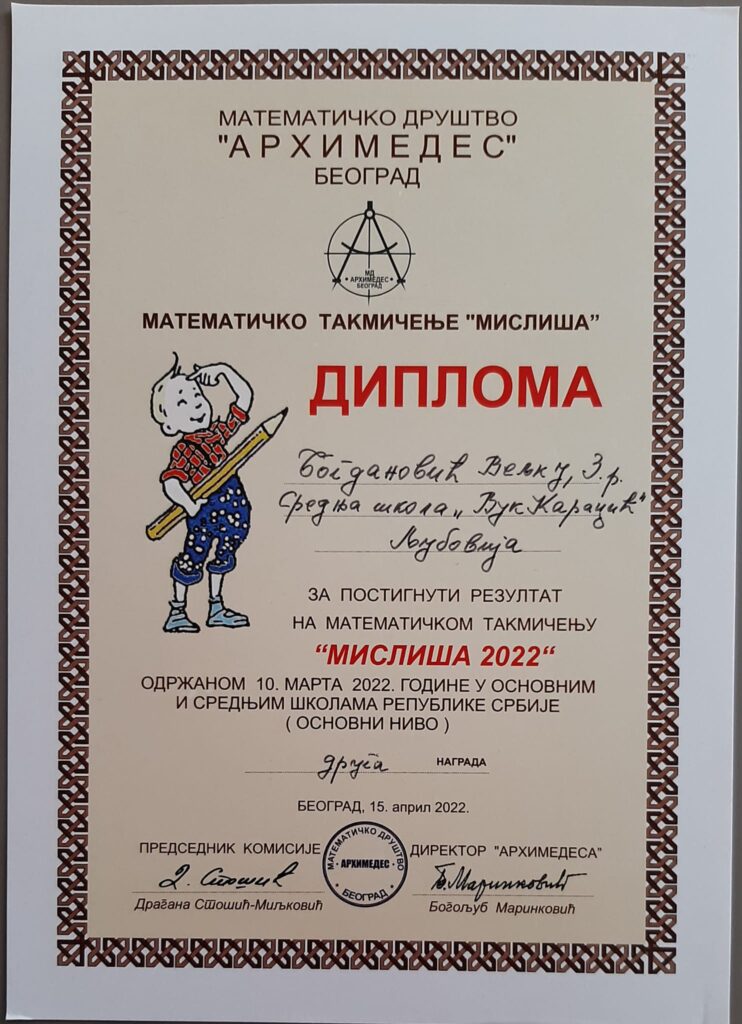 МАТЕМАТИЧКО ДРУШТВО
"АРХИМЕДЕС"
БЕОГРАД
МД
АРХИМЕДЕС
БЕОГРАД
МАТЕМАТИЧКО ТАКМИЧЕЊЕ "МИСЛИША”
ДИПЛОМА
Богдановић Вељку, 3.р.
Средња школа „Вук Караџић"
Љубовија
ЗА ПОСТИГНУТИ РЕЗУЛТАТ
НА МАТЕМАТИЧКОМ ТАКМИЧЕЊУ
“МИСЛИША 2022“
ОДРЖАНОМ 10. МАРТА 2022. ГОДИНЕ У ОСНОВНИМ
И СРЕДЊИМ ШКОЛАМА РЕПУБЛИКЕ СРБИЈЕ
( ОСНОВНИ НИВО )
друга НАГРАДА
БЕОГРАД, 15. април 2022.
ПРЕДСЕДНИК КОМИСИЈЕ
МАТЕМАТИЧКО ДРУШТВО
АРХИМЕДЕС
БЕОГРАД
ДИРЕКТОР "АРХИМЕДЕСА"
Д. Стошић
Б. Маринковић
Драгана Стошић-Миљковић
Богољуб Маринковић